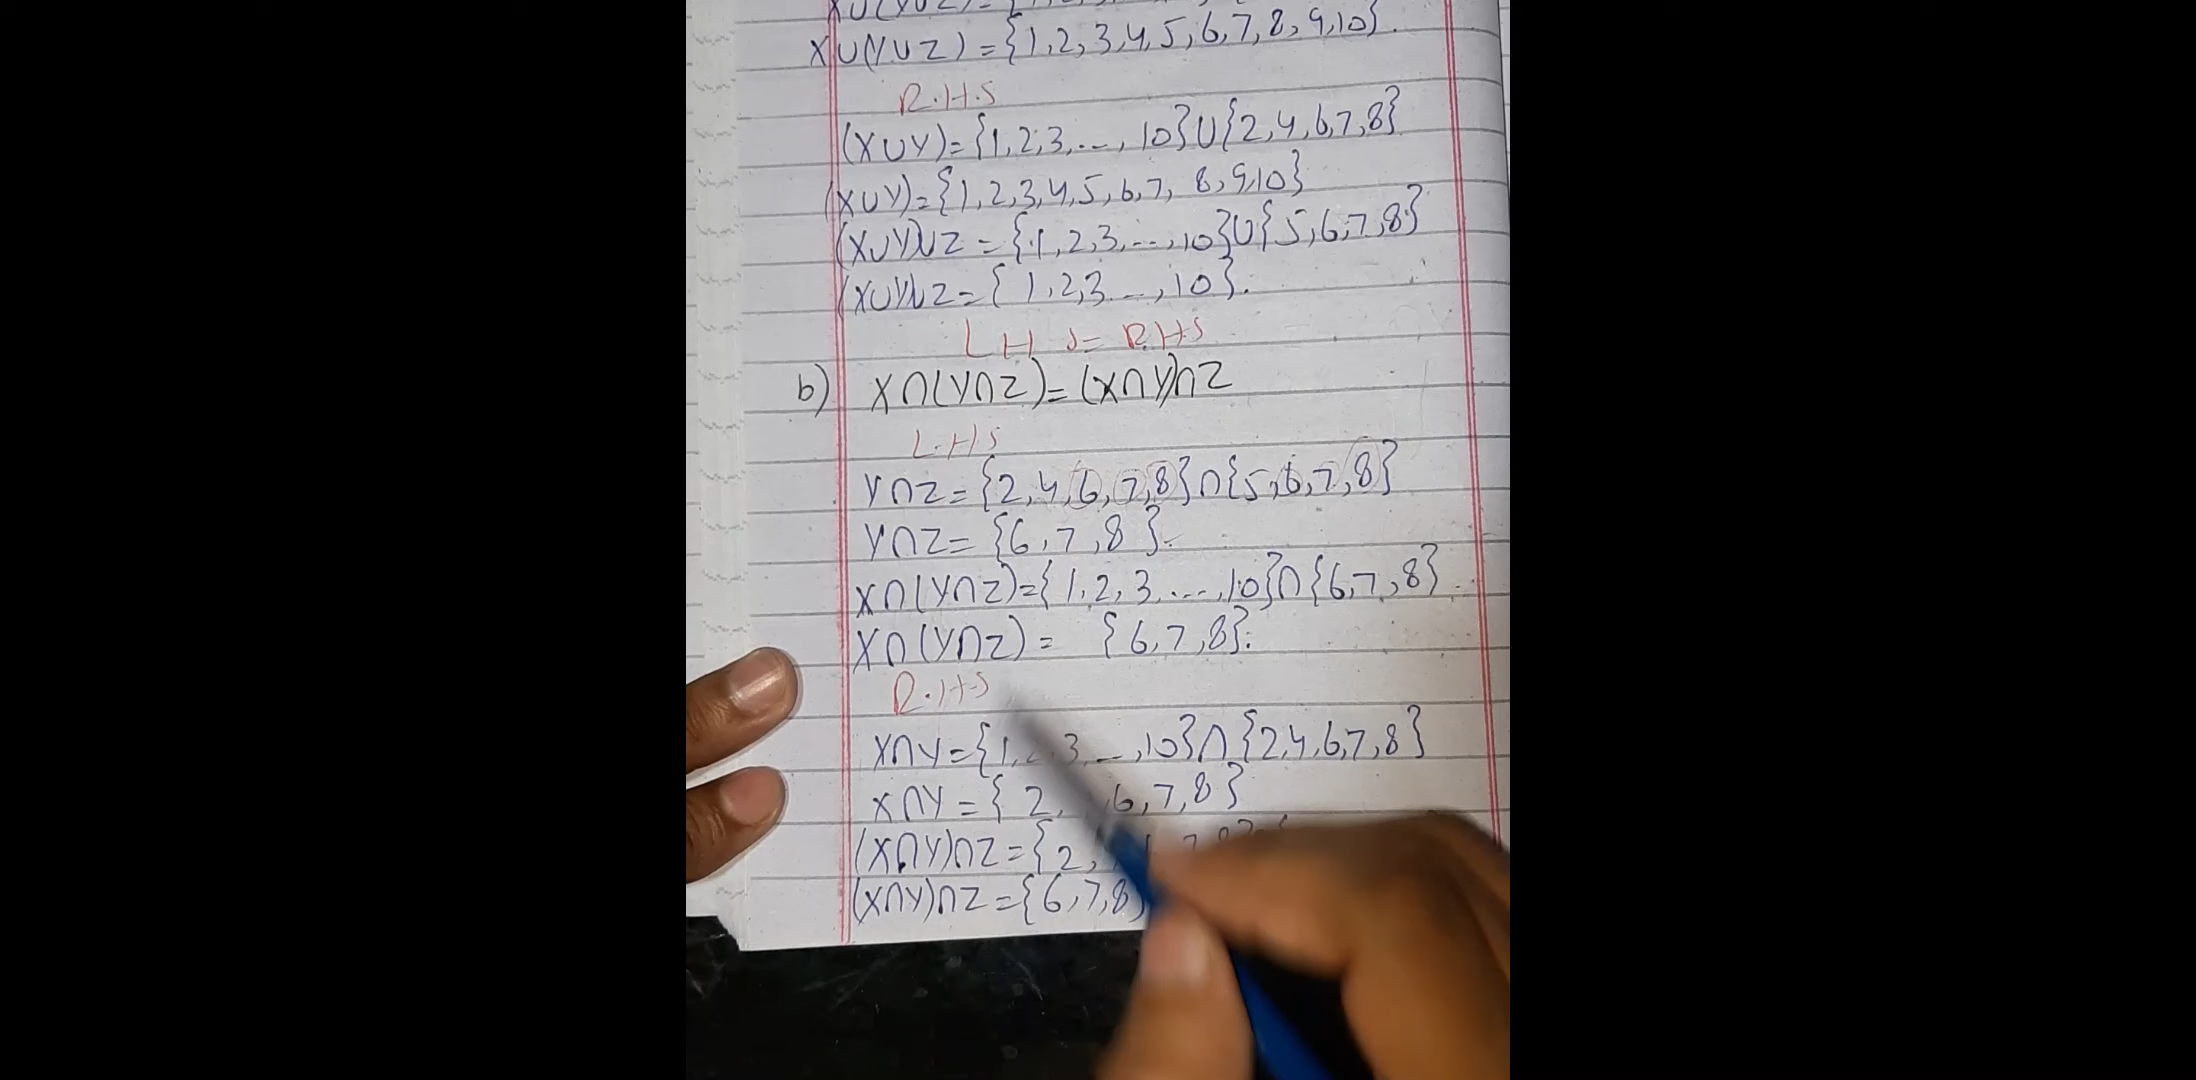 X∪(Y∪Z) = {1,2,3,4,5,6,7,8,9,10}.
R.H.S
(X∪Y)={1,2,3,...,10}∪{2,4,6,7,8}
(X∪Y)={1,2,3,4,5,6,7,8,9,10}
(X∪Y)∪Z = {1,2,3,...,10}∪{5,6,7,8}
(X∪Y)∪Z={1,2,3...,10}.
L H S = R.H.S
b) X∩(Y∩Z)=(X∩Y)∩Z
L.H.S
Y∩Z={2,4,6,7,8}∩{5,6,7,8}
Y∩Z={6,7,8}.
X∩(Y∩Z)={1,2,3,...,10}∩{6,7,8}.
X∩(Y∩Z)= {6,7,8}.
R.H.S
X∩Y={1,2,3,...,10}∩{2,4,6,7,8}
X∩Y={2, 6,7,8}
(X∩Y)∩Z={2,
(X∩Y)∩Z={6,7,8}